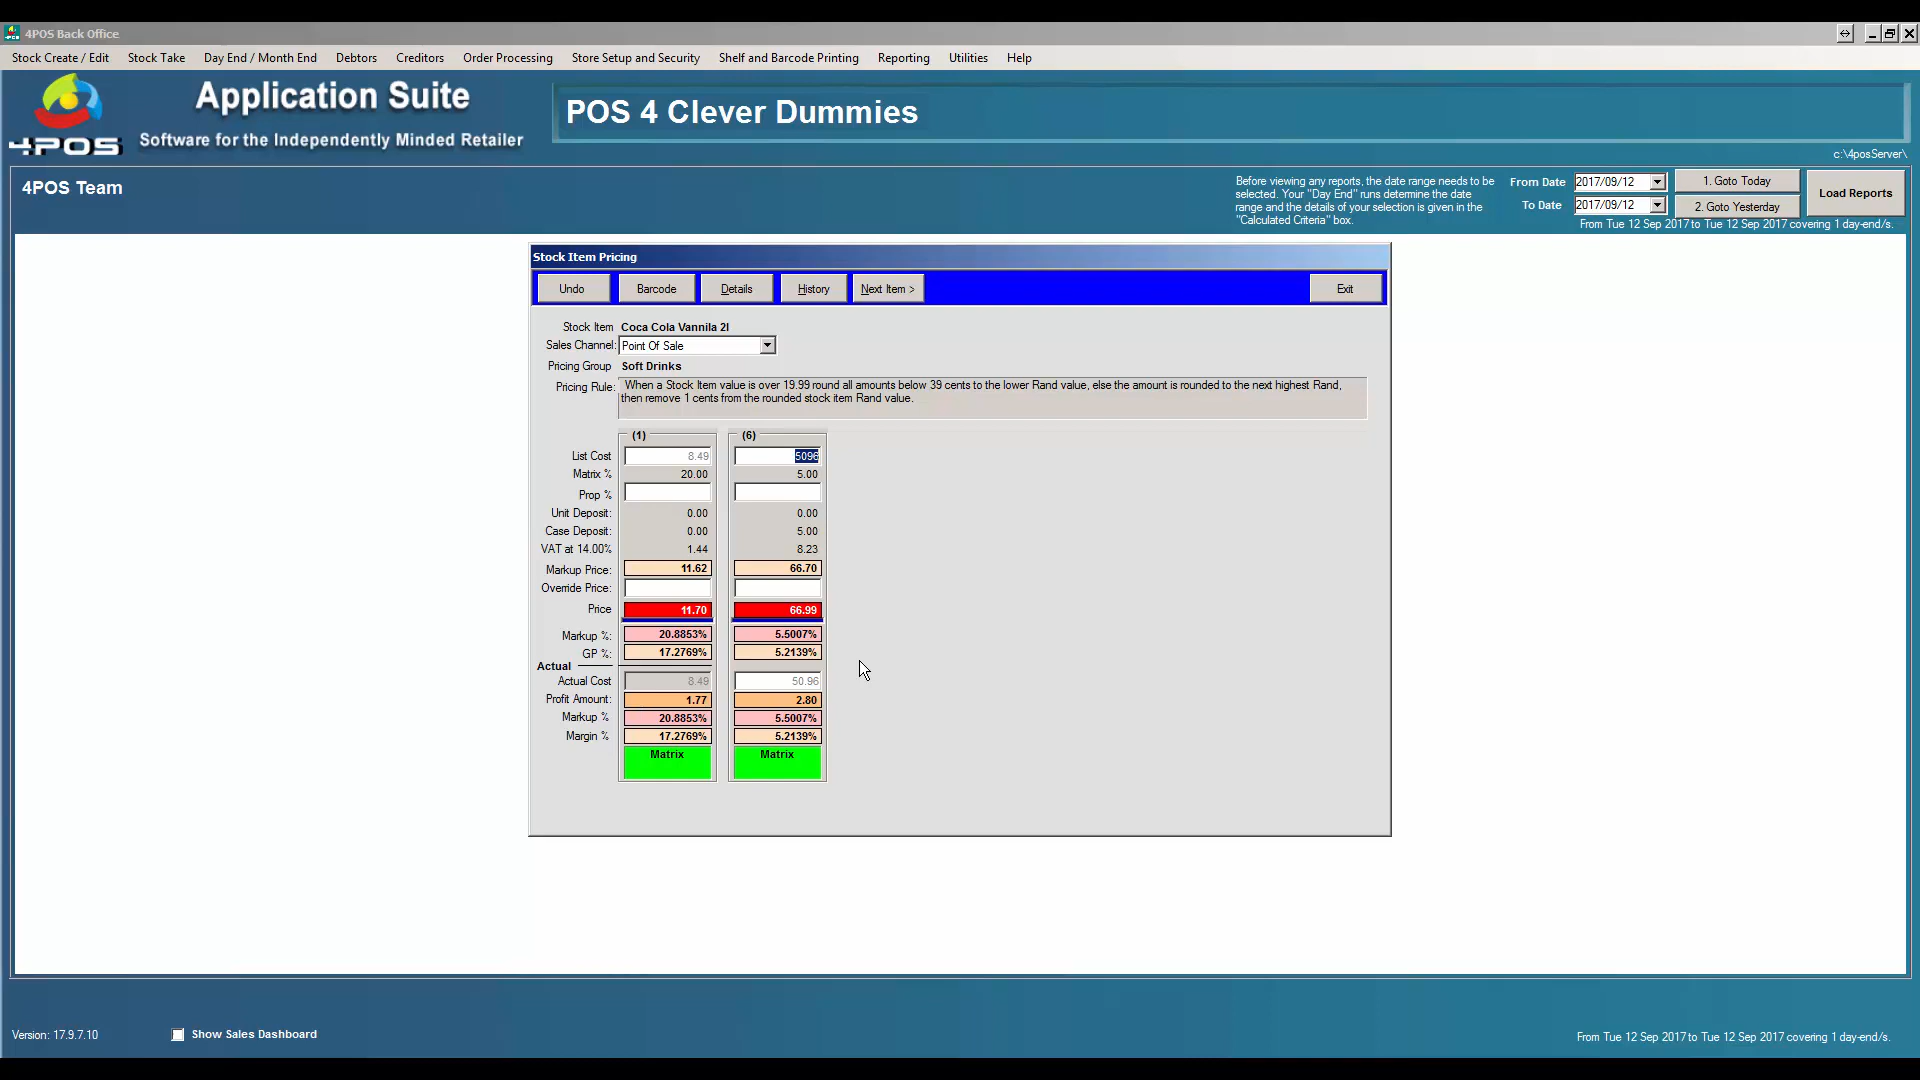 4POS Back Office
Stock Create / Edit Stock Take Day End / Month End Debtors Creditors Order Processing Store Setup and Security Shelf and Barcode Printing Reporting Utilities Help
Application Suite
4POS
Software for the Independently Minded Retailer
POS 4 Clever Dummies
c:\4posServer\
4POS Team
Before viewing any reports, the date range needs to be
selected. Your "Day End" runs determine the date
range and the details of your selection is given in the
"Calculated Criteria" box.
From Date 2017/09/12 1. Goto Today
To Date 2017/09/12 2. Goto Yesterday
Load Reports
From Tue 12 Sep 2017 to Tue 12 Sep 2017 covering 1 day-end/s.
Stock Item Pricing
Undo Barcode Details History Next Item > Exit
Stock Item Coca Cola Vannila 2l
Sales Channel: Point Of Sale
Pricing Group Soft Drinks
Pricing Rule: When a Stock Item value is over 19.99 round all amounts below 39 cents to the lower Rand value, else the amount is rounded to the next highest Rand,
then remove 1 cents from the rounded stock item Rand value.
(1) (6)
List Cost 8.49 5096
Matrix % 20.00 5.00
Prop %
Unit Deposit: 0.00 0.00
Case Deposit: 0.00 5.00
VAT at 14.00% 1.44 8.23
Markup Price: 11.62 66.70
Override Price:
Price 11.70 66.99
Markup %: 20.8853% 5.5007%
GP %: 17.2769% 5.2139%
Actual
Actual Cost 8.49 50.96
Profit Amount: 1.77 2.80
Markup % 20.8853% 5.5007%
Margin % 17.2769% 5.2139%
Matrix Matrix
Version: 17.9.7.10 Show Sales Dashboard
From Tue 12 Sep 2017 to Tue 12 Sep 2017 covering 1 day-end/s.